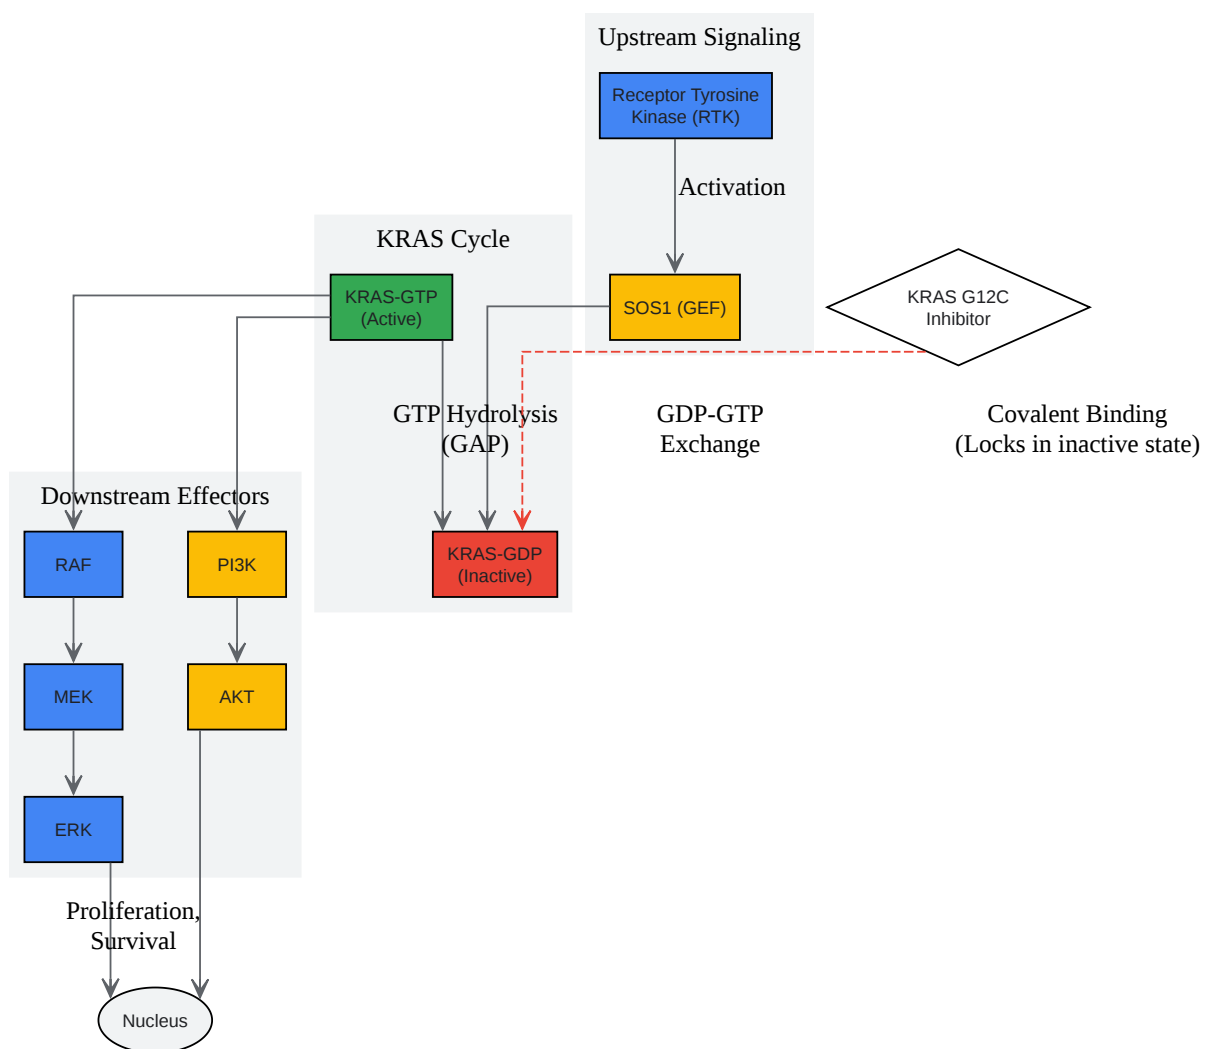 Upstream Signaling
Receptor Tyrosine
Kinase (RTK)
Activation
KRAS Cycle
KRAS-GTP
(Active)
SOS1 (GEF)
KRAS G12C
Inhibitor
GTP Hydrolysis
(GAP)
GDP-GTP
Exchange
Covalent Binding
(Locks in inactive state)
Downstream Effectors
RAF
PI3K
KRAS-GDP
(Inactive)
MEK
AKT
ERK
Proliferation,
Survival
Nucleus